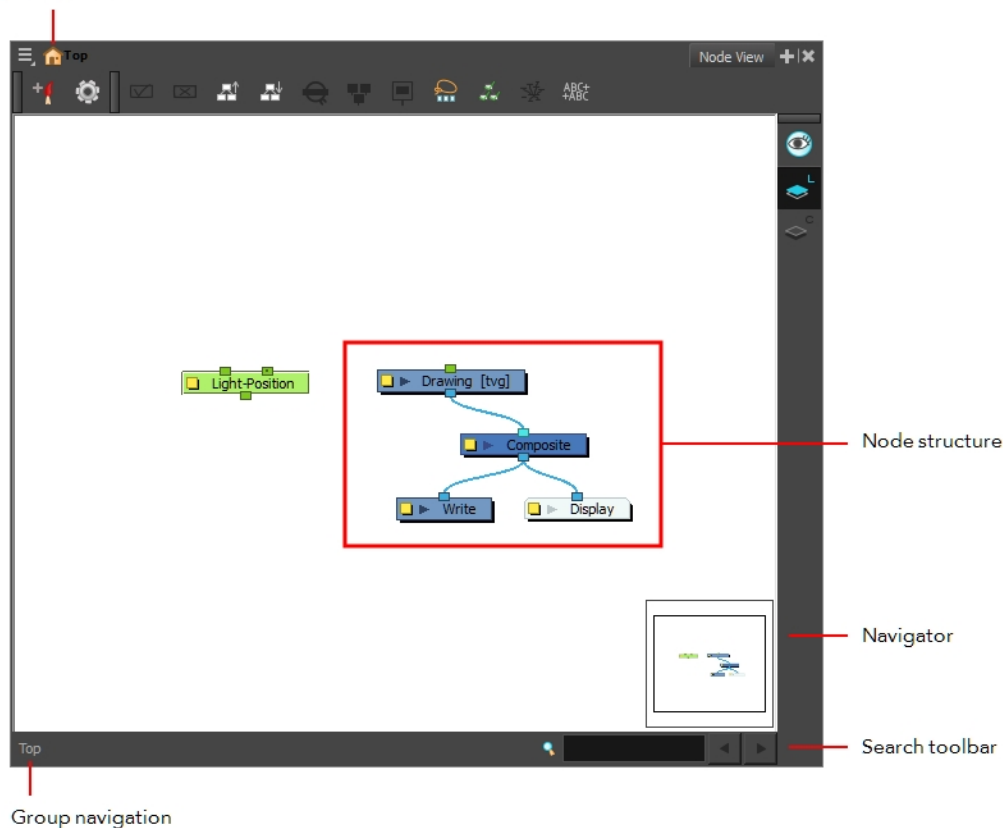 Top
Node View
ABC+
+ABC
L
C
Light-Position
Drawing [tvg]
Composite
Write
Display
Node structure
Navigator
Top
Search toolbar
Group navigation